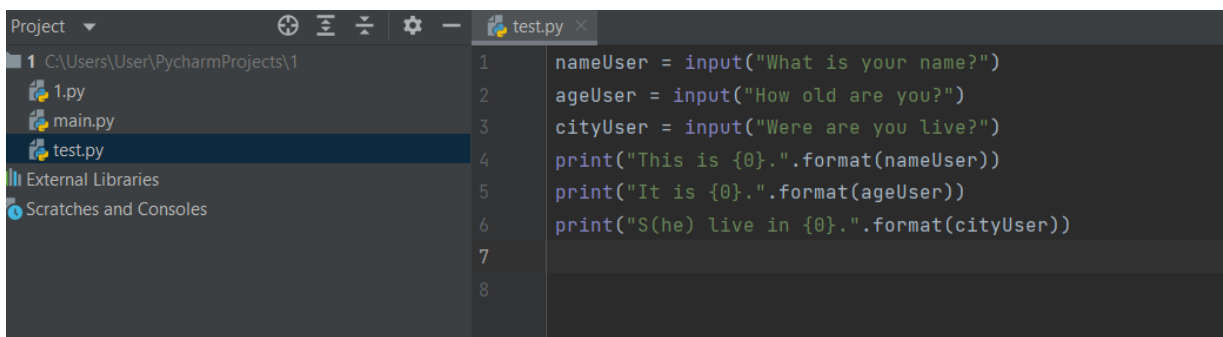 Project
test.py
1 C:\Users\User\PycharmProjects\1
1.py
main.py
test.py
External Libraries
Scratches and Consoles
1 nameUser = input("What is your name?")
2 ageUser = input("How old are you?")
3 cityUser = input("Were are you live?")
4 print("This is {0}.".format(nameUser))
5 print("It is {0}.".format(ageUser))
6 print("S(he) live in {0}.".format(cityUser))
7
8